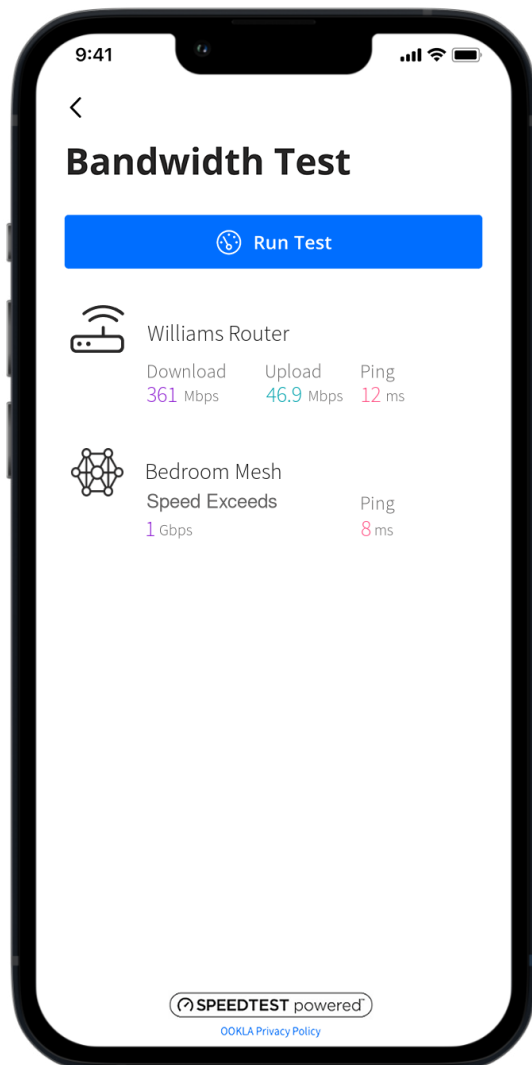 9:41
Bandwidth Test
Run Test
Williams Router
Download Upload Ping
361 Mbps 46.9 Mbps 12 ms
Bedroom Mesh
Speed Exceeds Ping
1 Gbps 8 ms
SPEEDTEST powered™
OOKLA Privacy Policy